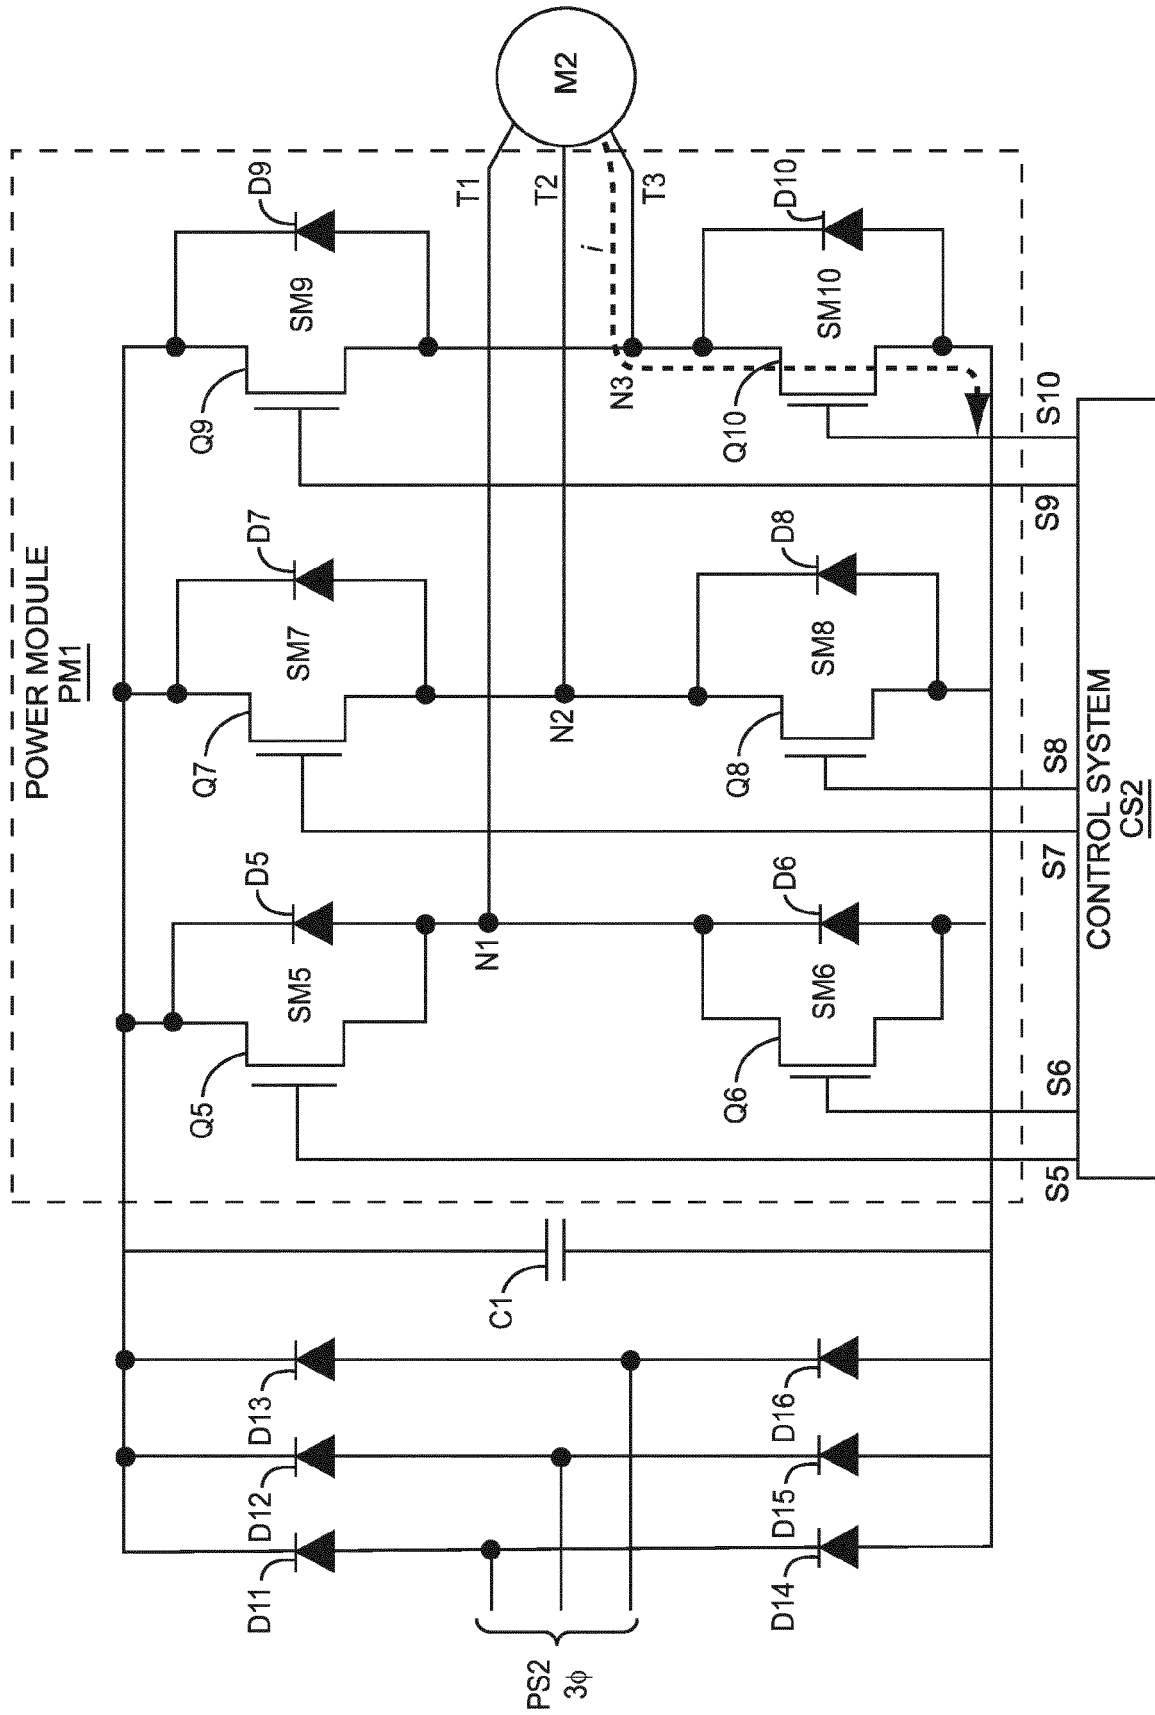 POWER MODULE
PM1
D11
D12
D13
C1
Q5
SM5
D5
Q7
SM7
D7
Q9
SM9
D9
PS2
3ϕ
N1
N2
N3
T1
T2
T3
i
M2
D14
D15
D16
Q6
SM6
D6
Q8
SM8
D8
Q10
SM10
D10
S5
S6
S7
S8
S9
S10
CONTROL SYSTEM
CS2